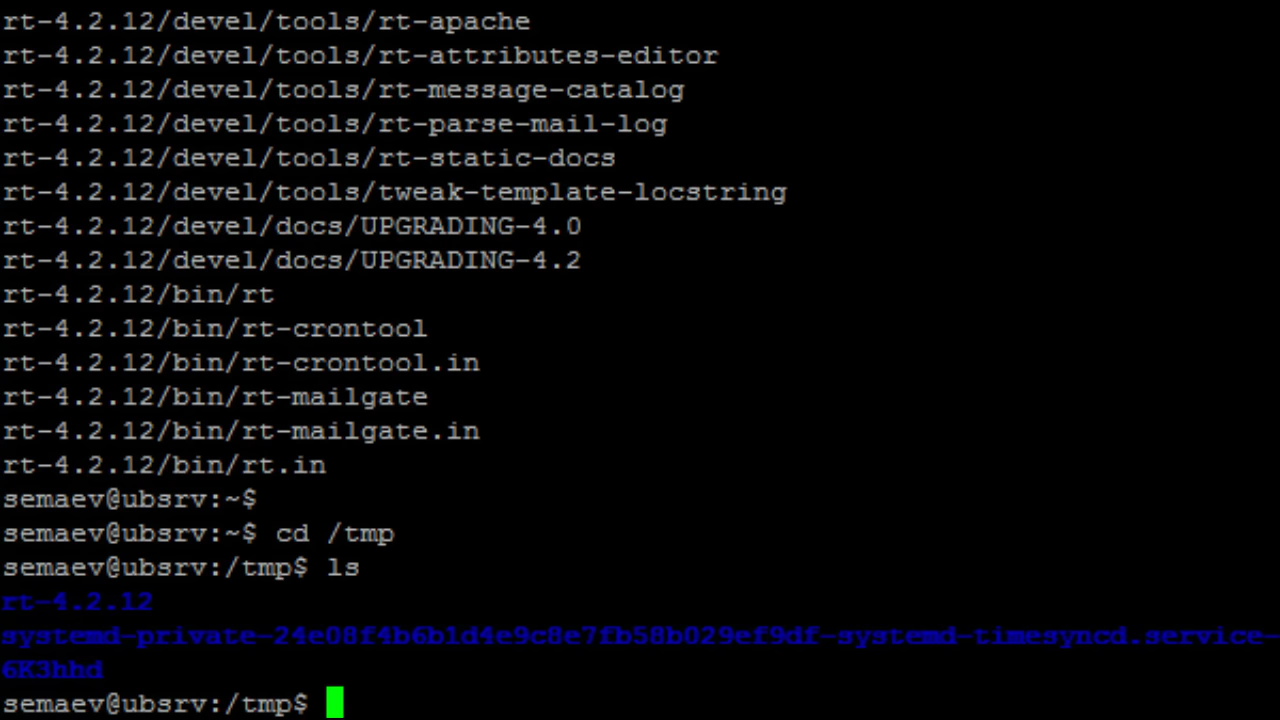 rt-4.2.12/devel/tools/rt-apache
rt-4.2.12/devel/tools/rt-attributes-editor
rt-4.2.12/devel/tools/rt-message-catalog
rt-4.2.12/devel/tools/rt-parse-mail-log
rt-4.2.12/devel/tools/rt-static-docs
rt-4.2.12/devel/tools/tweak-template-locstring
rt-4.2.12/devel/docs/UPGRADING-4.0
rt-4.2.12/devel/docs/UPGRADING-4.2
rt-4.2.12/bin/rt
rt-4.2.12/bin/rt-crontool
rt-4.2.12/bin/rt-crontool.in
rt-4.2.12/bin/rt-mailgate
rt-4.2.12/bin/rt-mailgate.in
rt-4.2.12/bin/rt.in
semaev@ubsrv:~$
semaev@ubsrv:~$ cd /tmp
semaev@ubsrv:/tmp$ ls
rt-4.2.12
systemd-private-24e08f4b6b1d4e9c8e7fb58b029ef9df-systemd-timesyncd.service-
6K3hhd
semaev@ubsrv:/tmp$